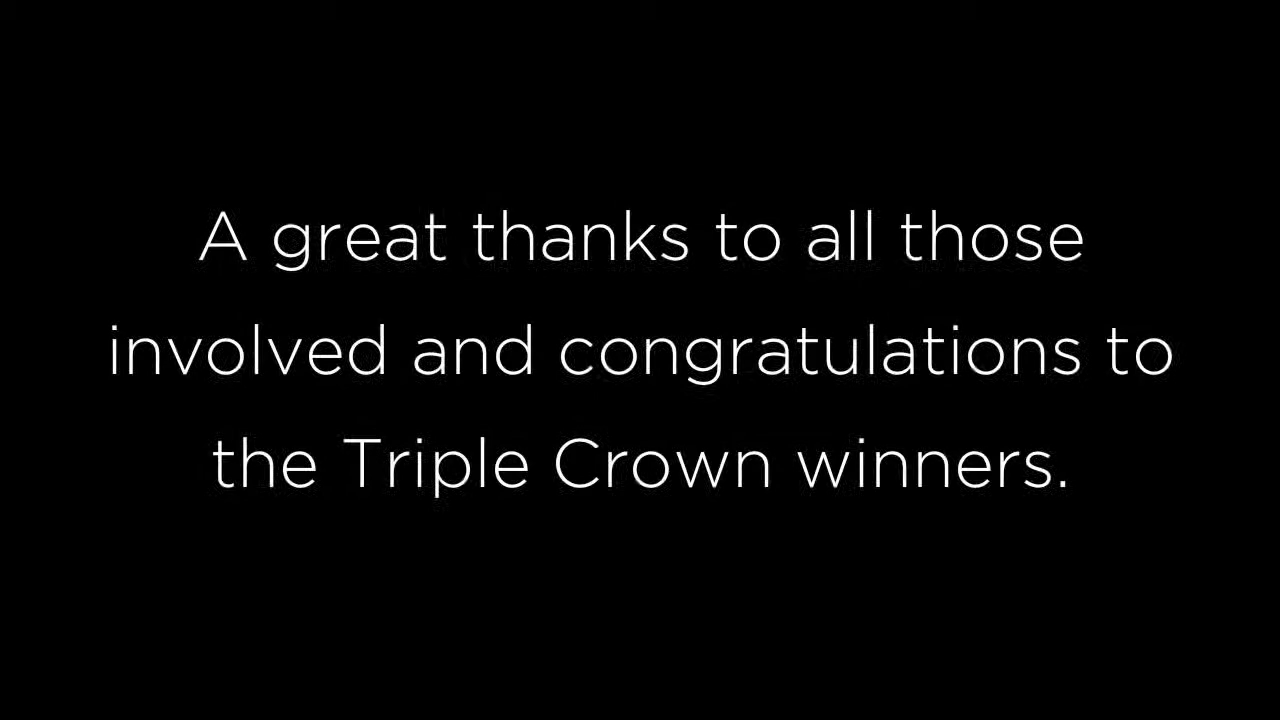 A great thanks to all those
involved and congratulations to
the Triple Crown winners.